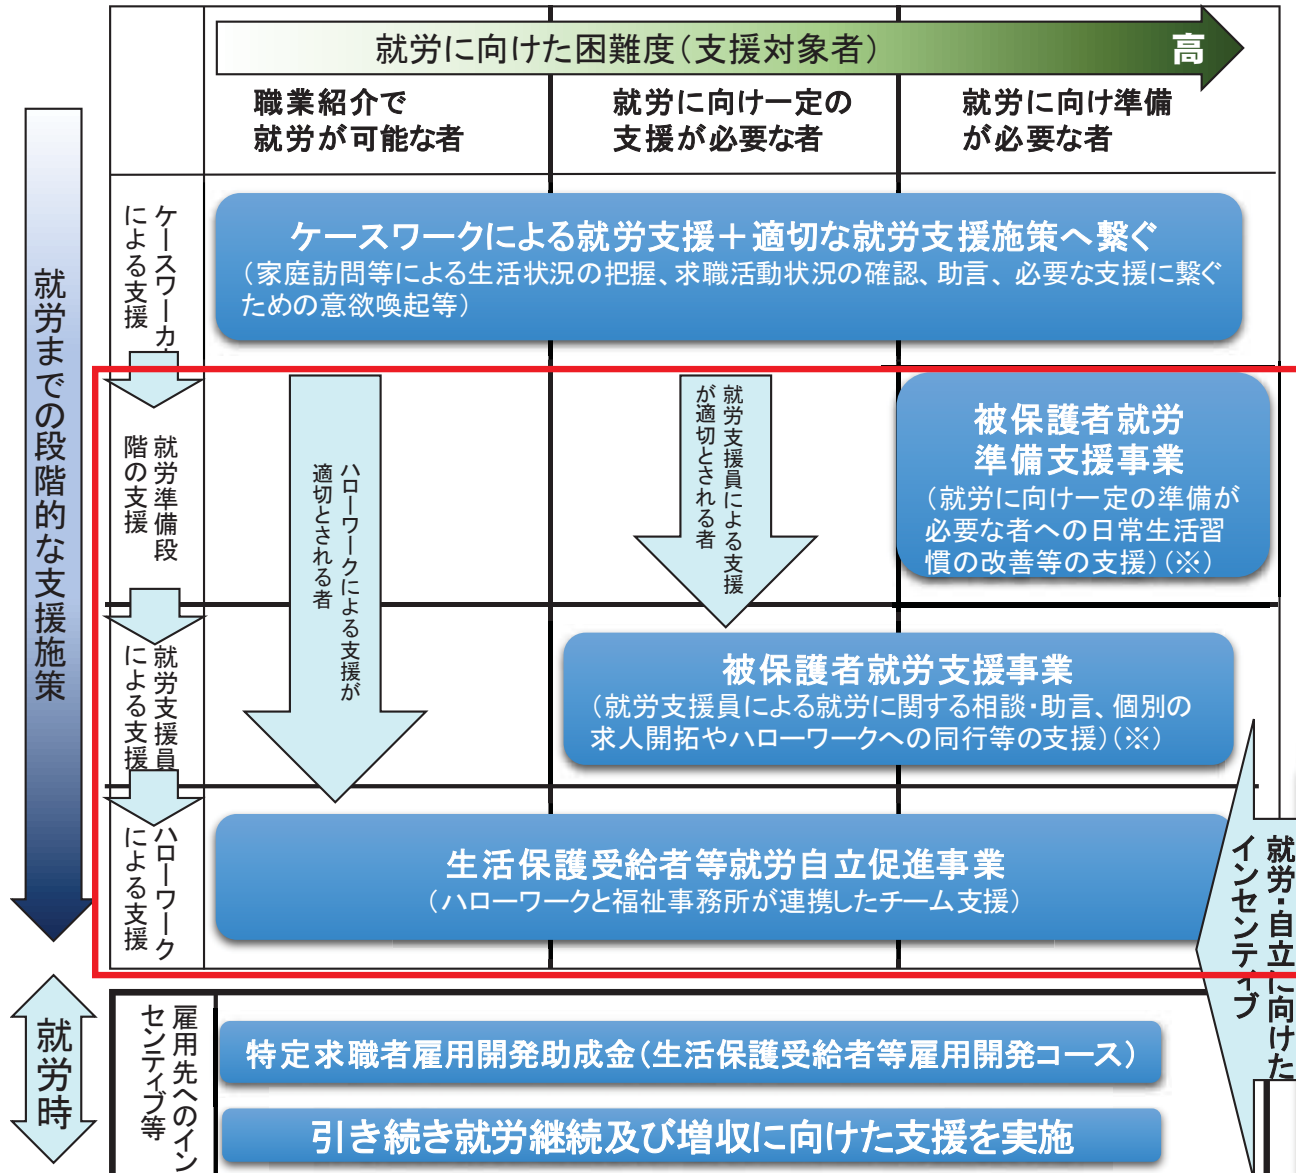 就労に向けた困難度（支援対象者）
高
職業紹介で
就労が可能な者
就労に向け一定の
支援が必要な者
就労に向け準備
が必要な者
就労までの段階的な支援施策
ケースワーカー
による支援
ケースワークによる就労支援＋適切な就労支援施策へ繋ぐ
（家庭訪問等による生活状況の把握、求職活動状況の確認、助言、必要な支援に繋ぐ
ための意欲喚起等）
就労準備段
階の支援
ハローワークによる支援が
適切とされる者
就労支援員による支援
が適切とされる者
被保護者就労
準備支援事業
（就労に向け一定の準備が
必要な者への日常生活習
慣の改善等の支援）（※）
就労支援員
による支援
被保護者就労支援事業
（就労支援員による就労に関する相談・助言、個別の
求人開拓やハローワークへの同行等の支援）（※）
ハローワーク
による支援
生活保護受給者等就労自立促進事業
（ハローワークと福祉事務所が連携したチーム支援）
就労・自立に向けた
インセンティブ
就労時
雇用先へのイン
センティブ等
特定求職者雇用開発助成金（生活保護受給者等雇用開発コース）
引き続き就労継続及び増収に向けた支援を実施